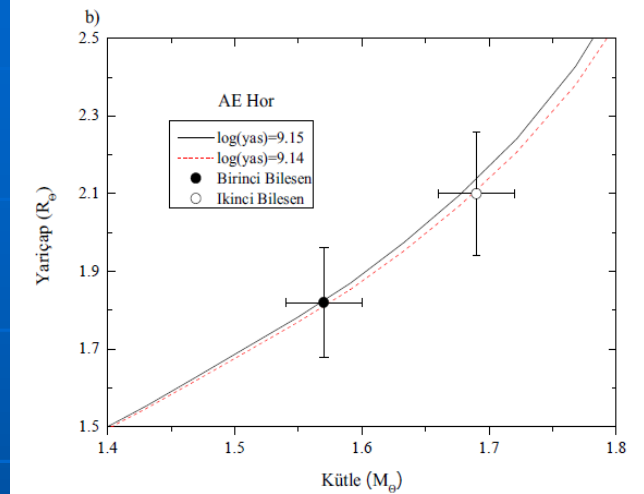 b)
2.5
2.3
2.1
1.9
1.7
1.5
Yariçap (R⊙)
AE Hor
log(yas)=9.15
log(yas)=9.14
Birinci Bilesen
Ikinci Bilesen
1.4 1.5 1.6 1.7 1.8
Kütle (M⊙)